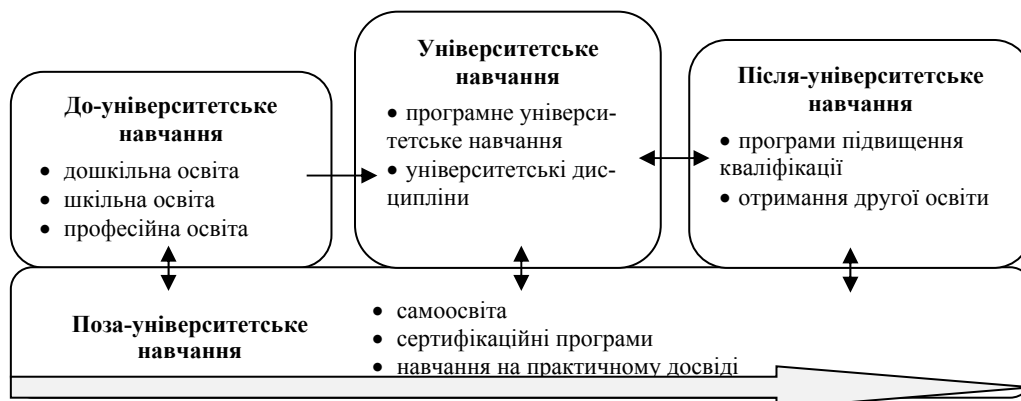 До-університетське
навчання
• дошкільна освіта
• шкільна освіта
• професійна освіта
Університетське
навчання
• програмне універси-
тетське навчання
• університетські дис-
ципліни
Після-університетське
навчання
• програми підвищення
кваліфікації
• отримання другої освіти
Поза-університетське
навчання
• самоосвіта
• сертифікаційні програми
• навчання на практичному досвіді